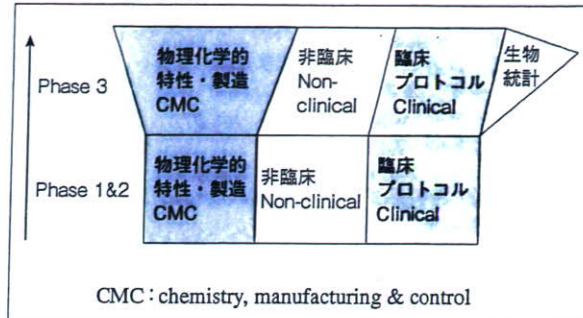 Phase 3
物理化学的
特性・製造
CMC
非臨床
Non-
clinical
臨床
プロトコル
Clinical
生物
統計
Phase 1&2
物理化学的
特性・製造
CMC
非臨床
Non-clinical
臨床
プロトコル
Clinical
CMC：chemistry, manufacturing & control